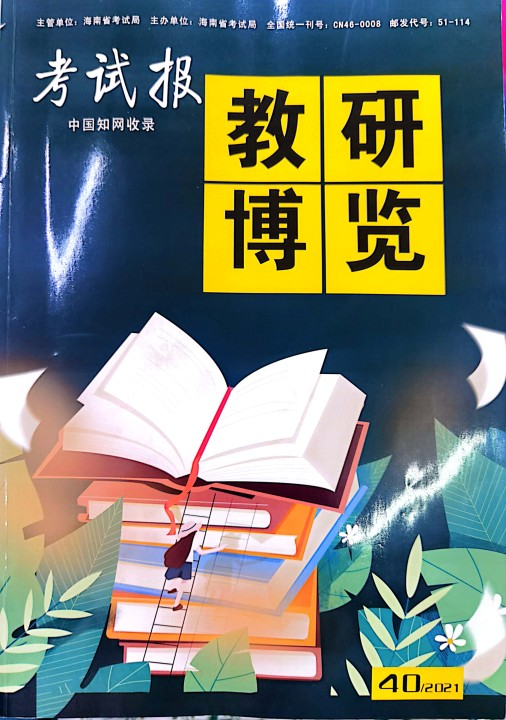 主管单位：海南省考试局 主办单位：海南省考试局 全国统一刊号：CN46-0008 邮发代号：51-114
考试报
中国知网收录
教研
博览
40/2021